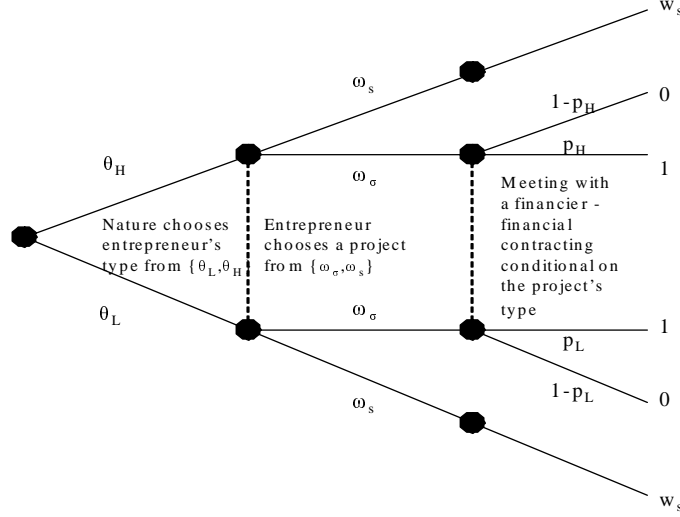 w_s
ω_s
1-p_H
0
θ_H
p_H
1
ω_σ
Meeting with
a financier -
financial
contracting
conditional on
the project's
type
Nature chooses
entrepreneur's
type from {θ_L,θ_H
Entrepreneur
chooses a project
from {ω_σ,ω_s}
θ_L
ω_σ
1
p_L
1-p_L
0
ω_s
w_s